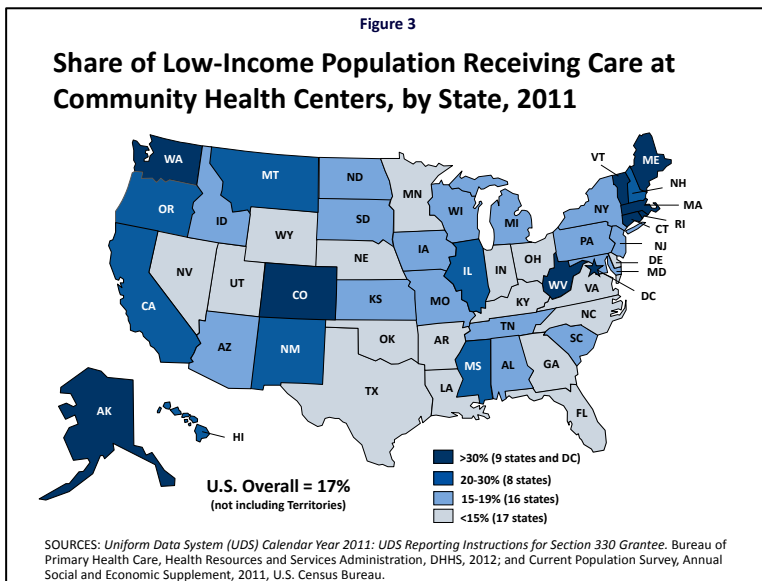 Figure 3
Share of Low-Income Population Receiving Care at
Community Health Centers, by State, 2011
WA
OR
CA
MT
ID
NV
WY
UT
AZ
CO
NM
ND
SD
NE
KS
OK
TX
MN
IA
MO
AR
LA
WI
IL
MS
MI
IN
OH
KY
TN
AL
GA
FL
SC
NC
VA
WV
PA
NY
VT
ME
NH
MA
RI
CT
NJ
DE
MD
DC
AK
HI
U.S. Overall = 17%
(not including Territories)
>30% (9 states and DC)
20-30% (8 states)
15-19% (16 states)
<15% (17 states)
SOURCES: Uniform Data System (UDS) Calendar Year 2011: UDS Reporting Instructions for Section 330 Grantee. Bureau of
Primary Health Care, Health Resources and Services Administration, DHHS, 2012; and Current Population Survey, Annual
Social and Economic Supplement, 2011, U.S. Census Bureau.